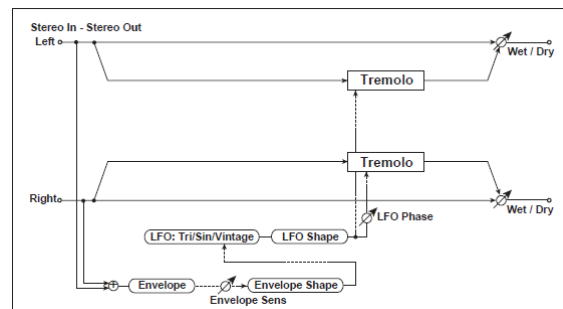 Stereo In - Stereo Out
Left
Wet / Dry
Tremolo
Tremolo
Right
Wet / Dry
LFO Phase
LFO: Tri/Sin/Vintage
LFO Shape
Envelope
Envelope Shape
Envelope Sens